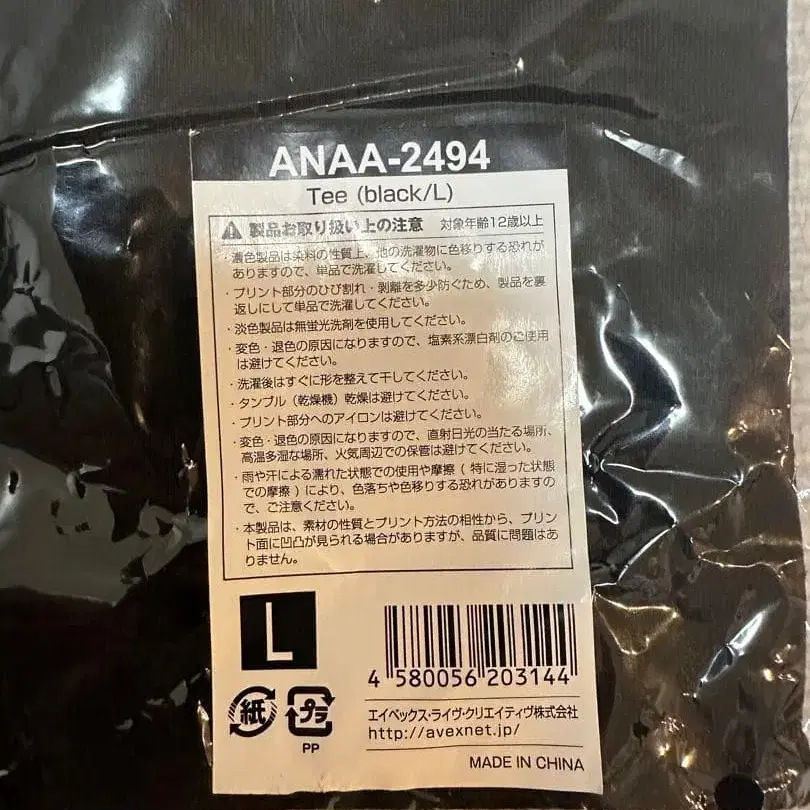 ANAA-2494
Tee (black/L)
製品お取り扱い上の注意 対象年齢12歳以上
・濃色製品は染料の性質上、他の洗濯物に色移りする恐れが
ありますので、単品で洗濯してください。
・プリント部分のひび割れ・剥離を多少防ぐため、製品を裏
返しにして単品で洗濯してください。
・淡色製品は無蛍光洗剤を使用してください。
・変色・退色の原因になりますので、塩素系漂白剤のご使用
は避けてください。
・洗濯後はすぐに形を整えて干してください。
・タンブル（乾燥機）乾燥は避けてください。
・プリント部分へのアイロンは避けてください。
・変色・退色の原因になりますので、直射日光の当たる場所、
高温多湿な場所、火気周辺での保管は避けてください。
・雨や汗による濡れた状態での使用や摩擦（特に湿った状態
での摩擦）により、色落ちや色移りする恐れがありますの
で、ご注意ください。
・本製品は、素材の性質とプリント方法の相性から、プリン
ト面に凹凸が見られる場合がありますが、品質に問題はあ
りません。
L
4 580056 203144
紙 プラ
PP
エイベックス・ライヴ・クリエイティヴ株式会社
http://avexnet.jp/
MADE IN CHINA